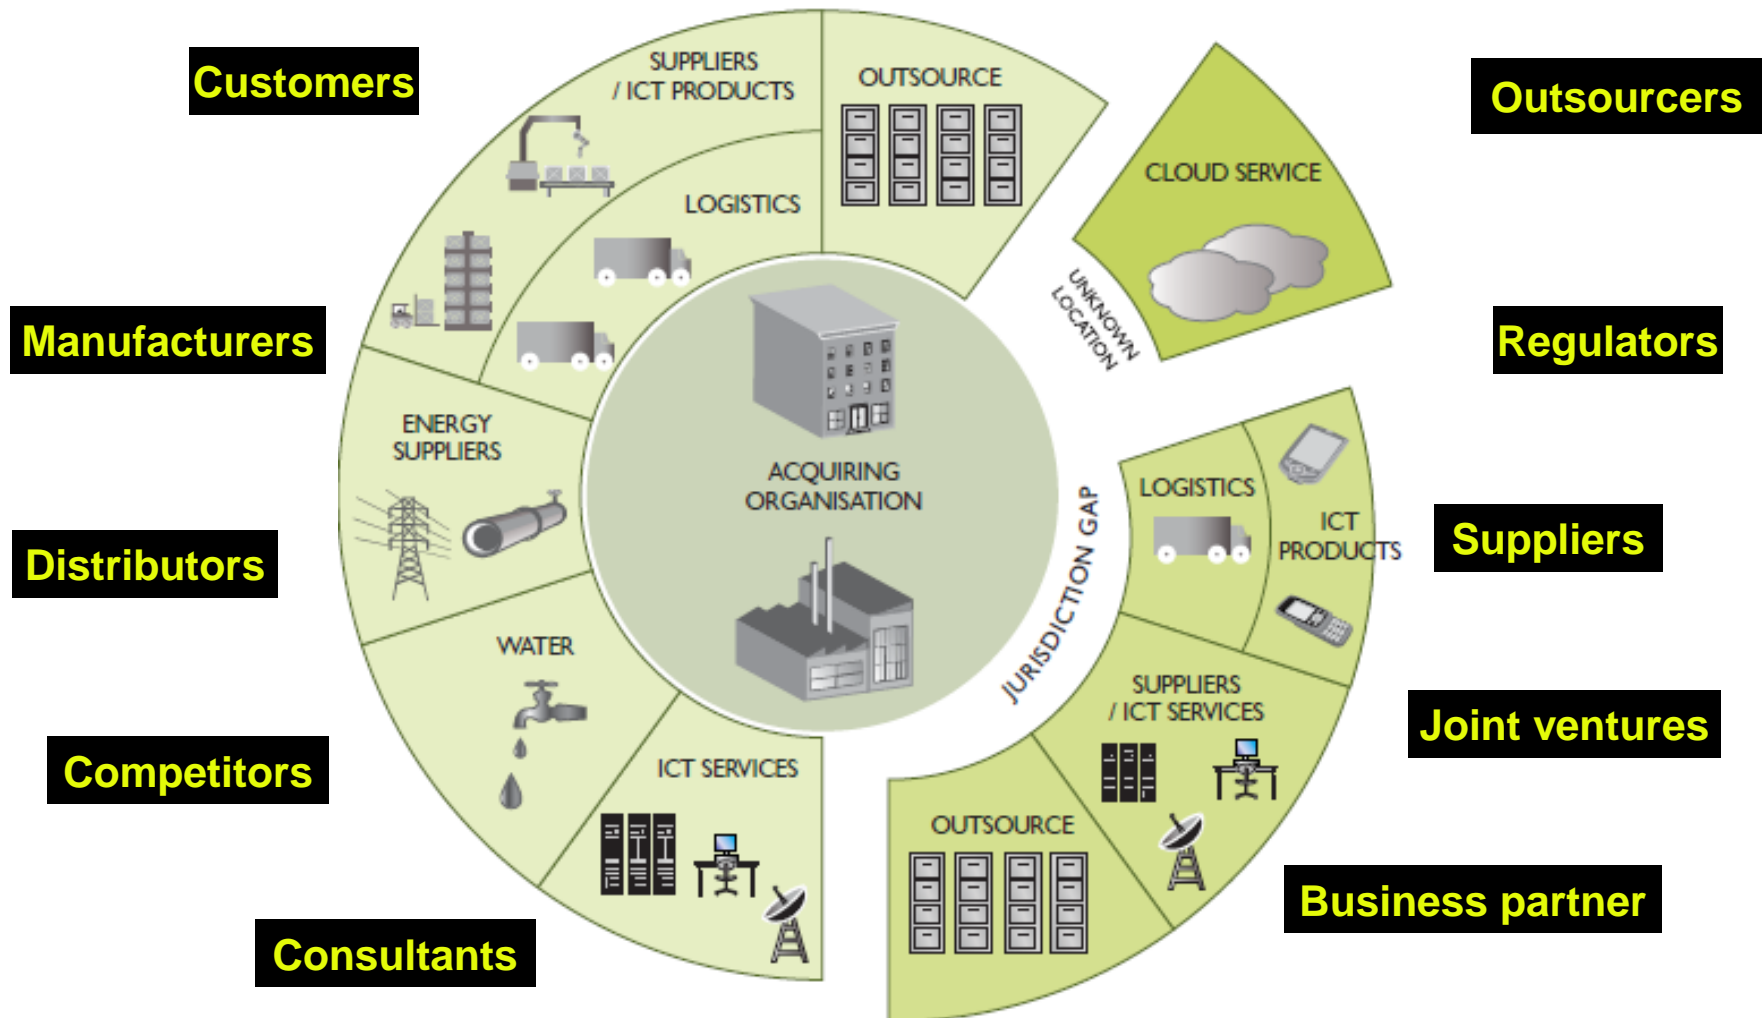 Customers
SUPPLIERS
/ ICT PRODUCTS
OUTSOURCE
Outsourcers
CLOUD SERVICE
LOGISTICS
UNKNOWN
LOCATION
Manufacturers
Regulators
ENERGY
SUPPLIERS
ACQUIRING
ORGANISATION
JURISDICTION GAP
LOGISTICS
ICT
PRODUCTS
Suppliers
Distributors
WATER
SUPPLIERS
/ ICT SERVICES
Joint ventures
Competitors
ICT SERVICES
OUTSOURCE
Business partner
Consultants